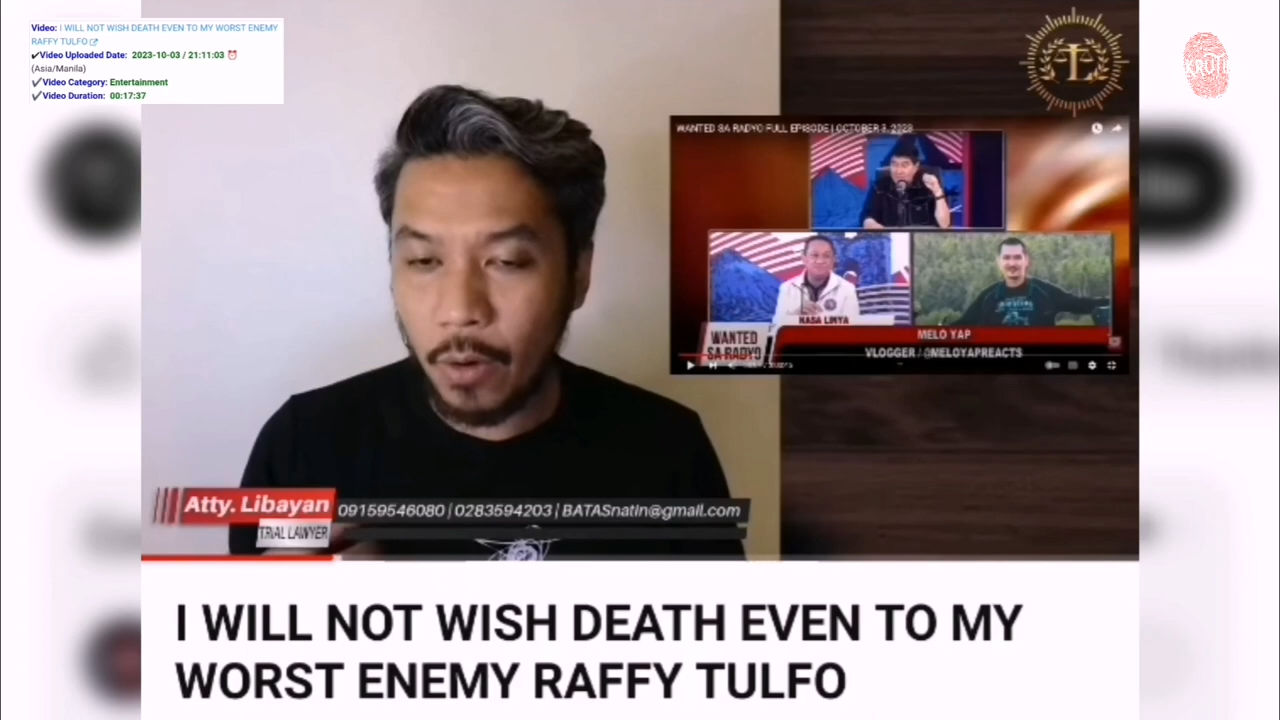 Video: I WILL NOT WISH DEATH EVEN TO MY WORST ENEMY
RAFFY TULFO
✔Video Uploaded Date: 2023-10-03 / 21:11:03 ⏰
(Asia/Manila)
✔Video Category: Entertainment
✔Video Duration: 00:17:37
L
WANTED SA RADYO FULL EPISODE | OCTOBER 3, 2023
NASA LINYA
WANTED
SA RADYO
MELO YAP
VLOGGER / @MELOYAPREACTS
Atty. Libayan
09159546080 | 0283594203 | BATASnatin@gmail.com
TRIAL LAWYER
I WILL NOT WISH DEATH EVEN TO MY
WORST ENEMY RAFFY TULFO